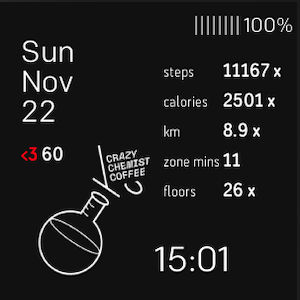 |||||||| 100%
Sun
Nov
22
<3 60
steps 11167 x
calories 2501 x
km 8.9 x
zone mins 11
floors 26 x
CRAZY
CHEMIST
COFFEE
15:01